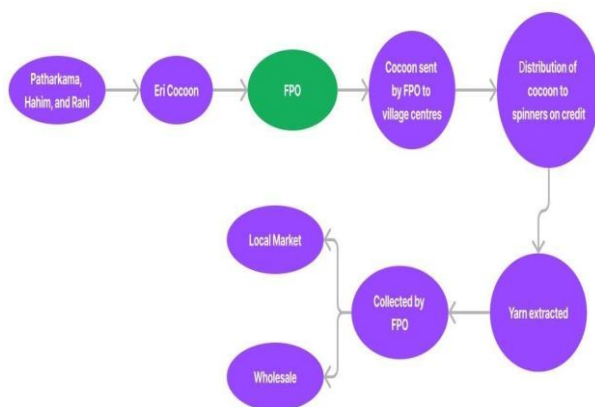 Patharkama,
Hahim, and Rani
Eri Cocoon
FPO
Cocoon sent
by FPO to
village centres
Distribution of
cocoon to
spinners on credit
Yarn extracted
Collected by
FPO
Local Market
Wholesale